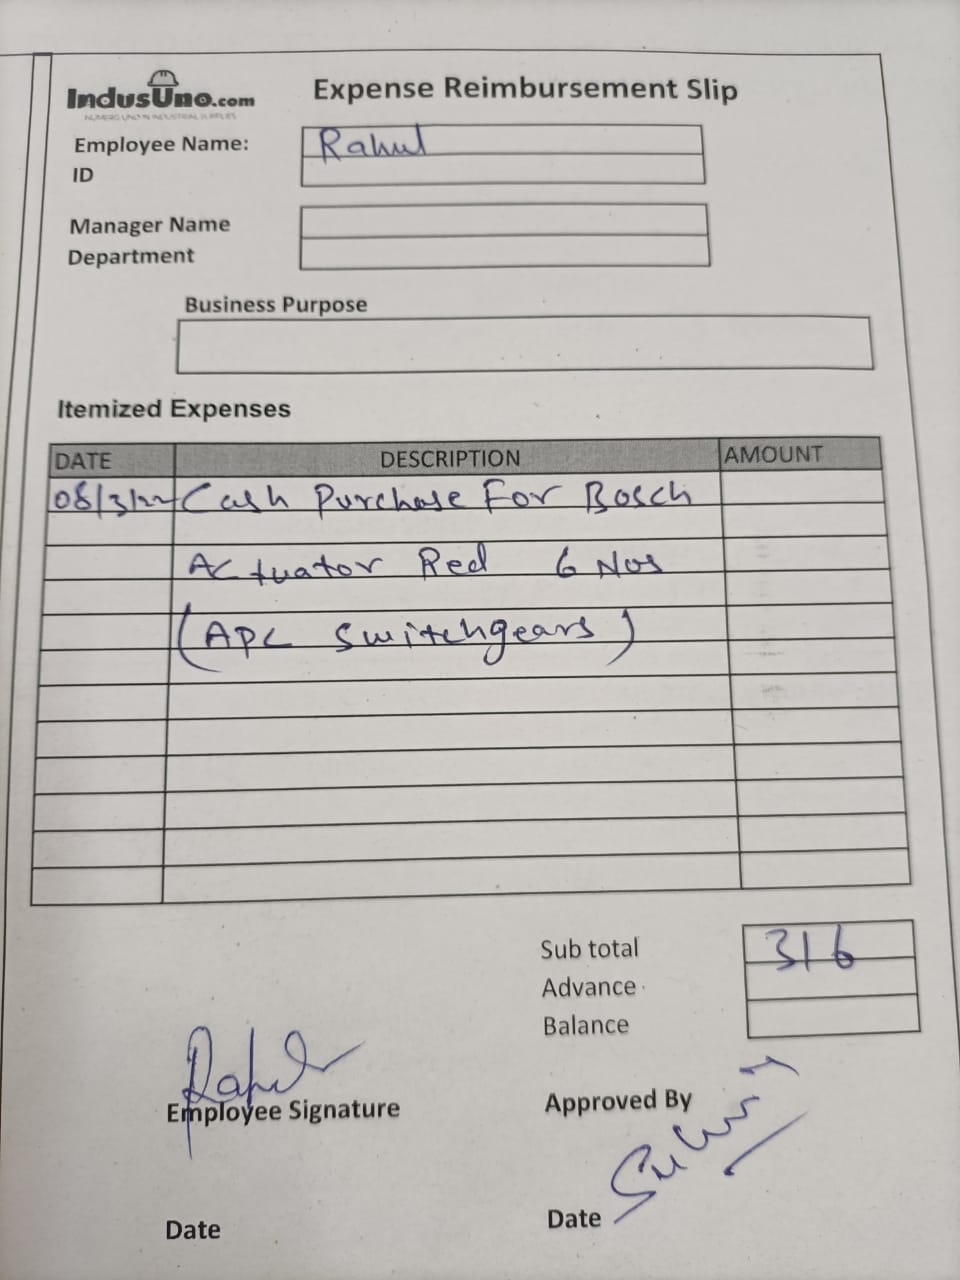 IndusUno.com
NUMERO UNO IN INDUSTRIAL SUPPLIES
Expense Reimbursement Slip
Employee Name: Rahul
ID
Manager Name
Department
Business Purpose
Itemized Expenses
DATE DESCRIPTION AMOUNT
08/3/22 Cash Purchase For Bosch
Actuator Red 6 Nos
(APL Switchgears)
Sub total 316
Advance
Balance
Rahul
Employee Signature
Approved By
Date
Date